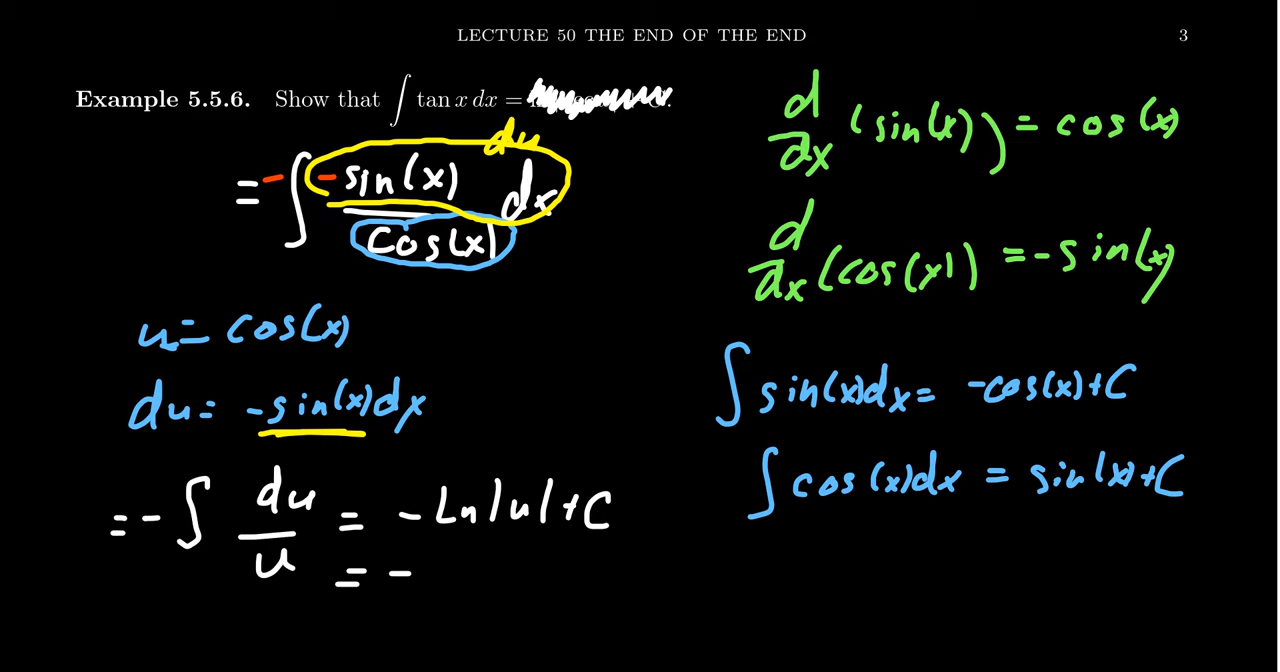 LECTURE 50 THE END OF THE END 3
Example 5.5.6. Show that ∫ tan x dx =
du
= - ∫ -sin(x) dx
cos(x)
u = cos(x)
du = -sin(x)dx
= - ∫ du/u = -Ln|u| + C
= -
d/dx (sin(x)) = cos(x)
d/dx (cos(x)) = -sin(x)
∫ sin(x)dx = -cos(x)+C
∫ cos(x)dx = sin(x)+C